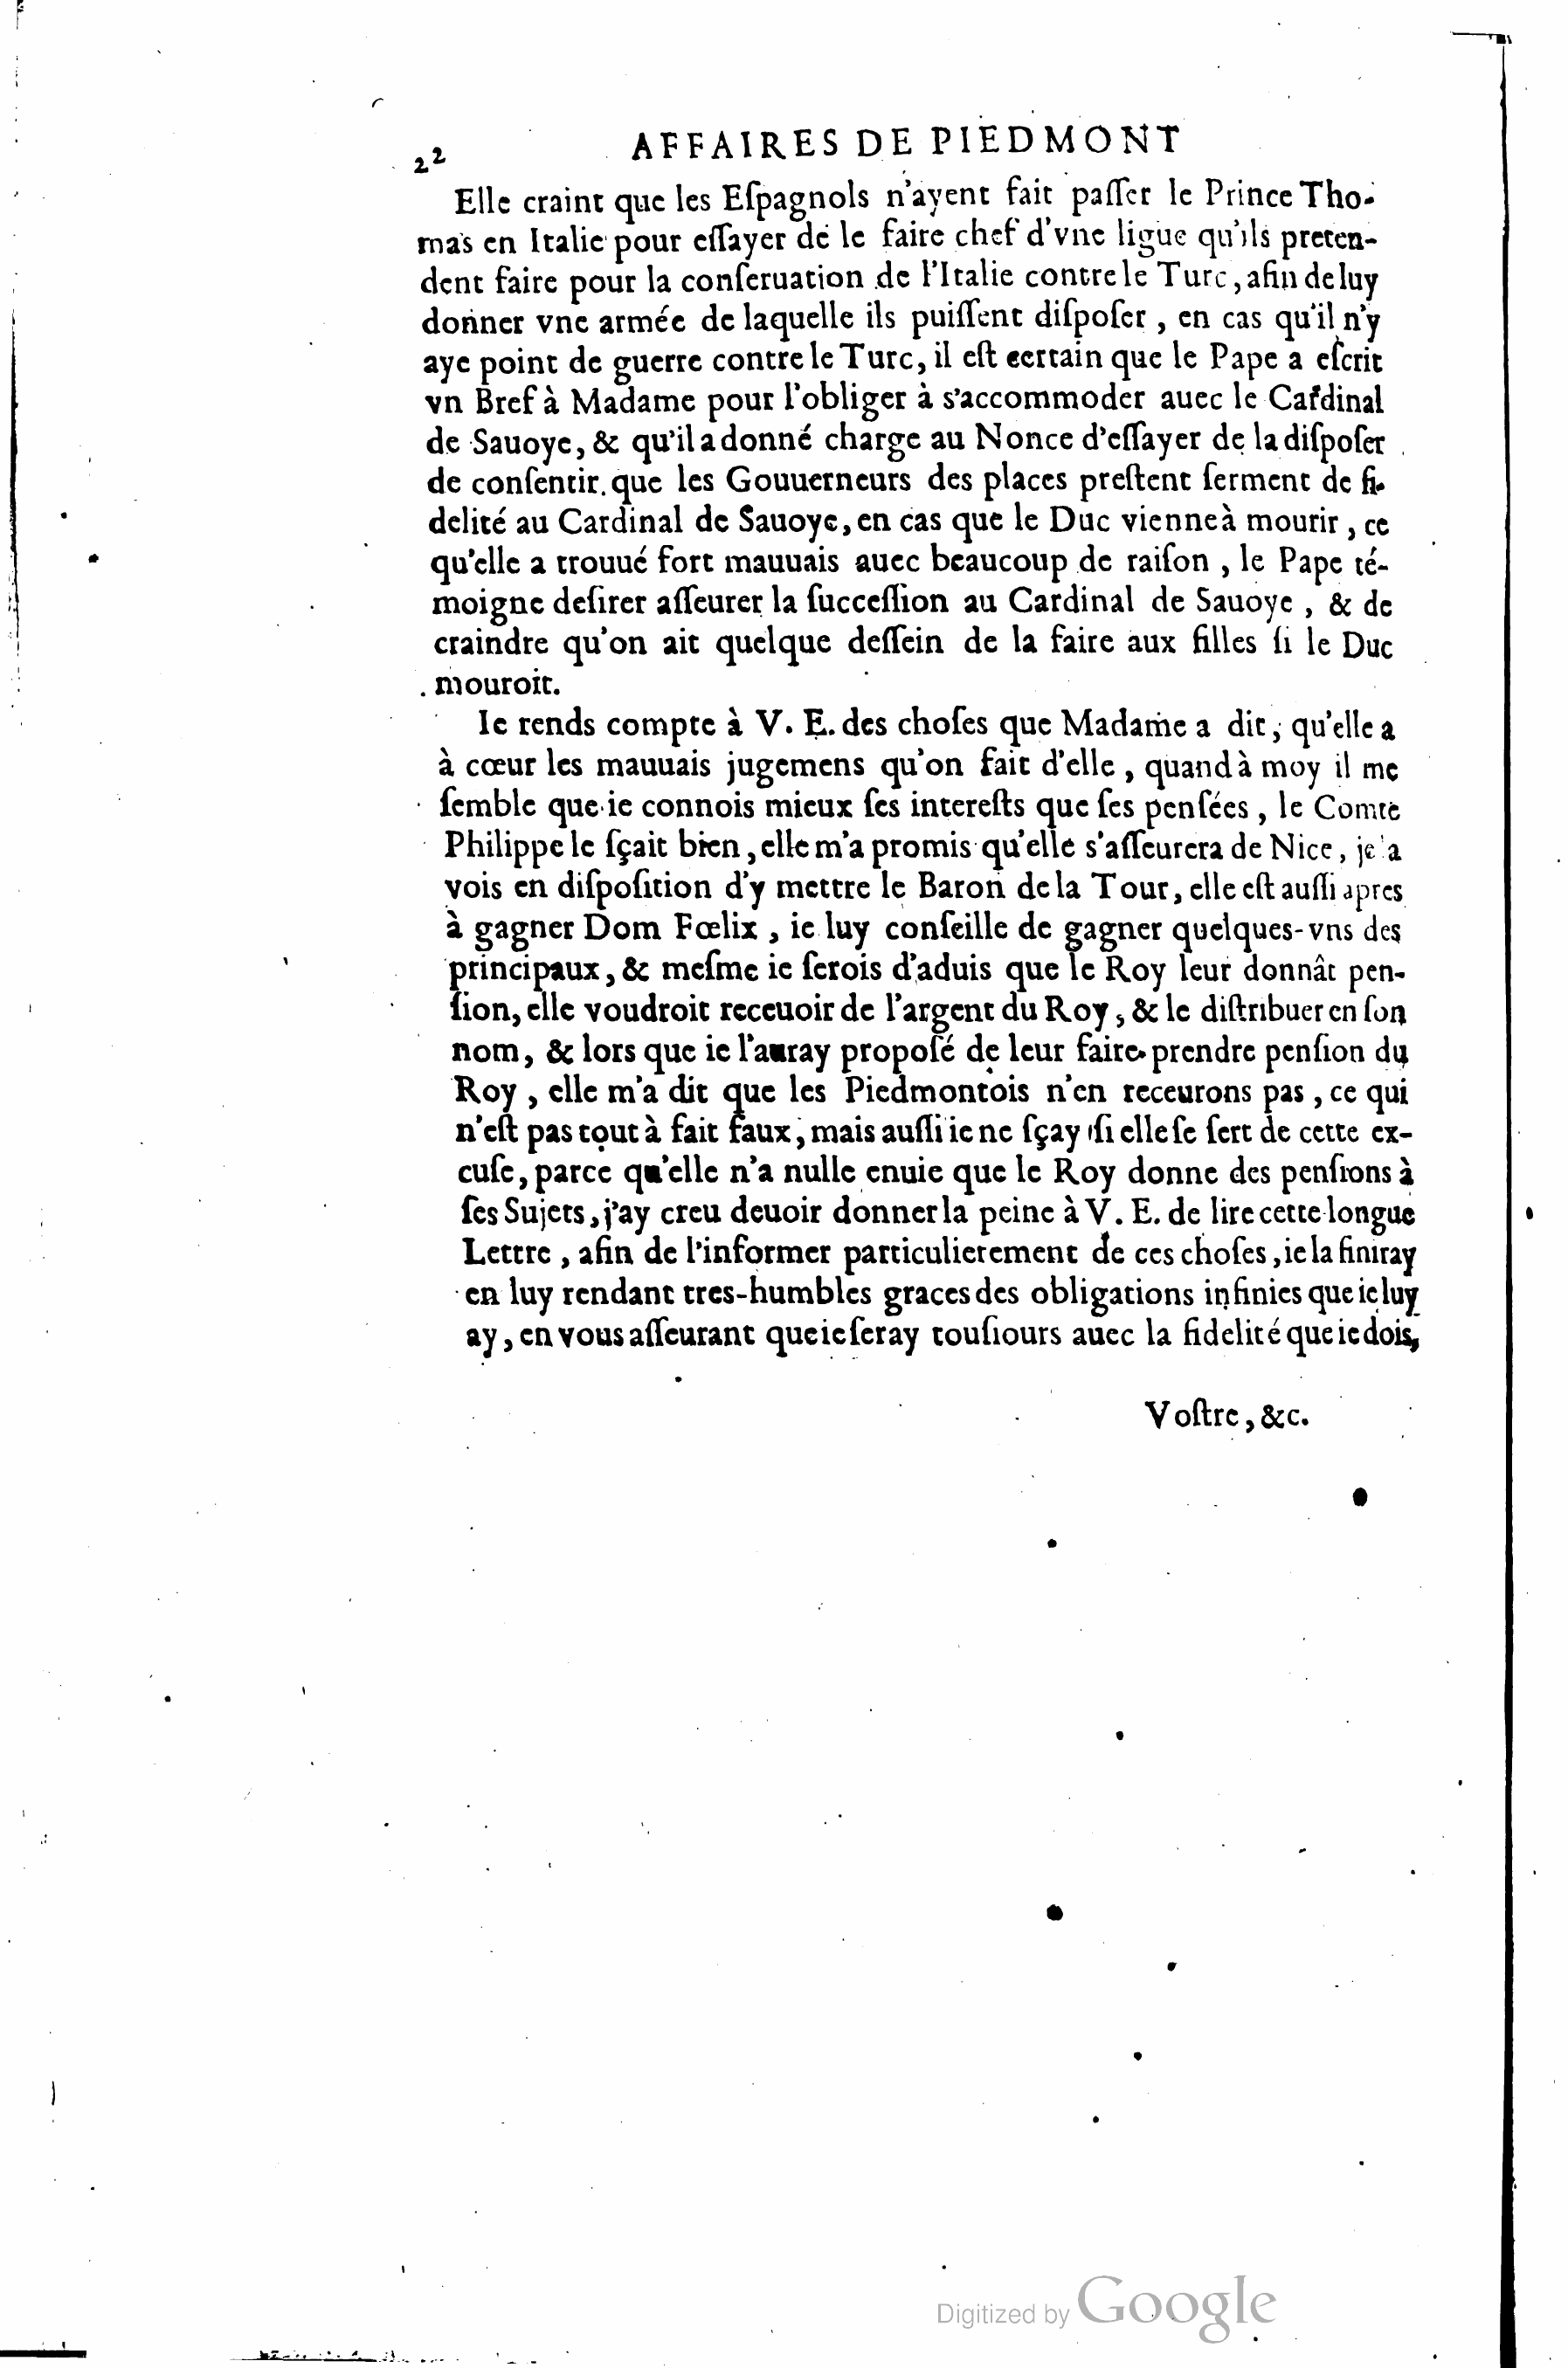 22 AFFAIRES DE PIEDMONT
Elle craint que les Eſpagnols n'ayent fait paſſer le Prince Tho-
mas en Italie pour eſſayer de le faire chef d'vne ligue qu'ils preten-
dent faire pour la conſeruation de l'Italie contre le Turc, afin de luy
donner vne armée de laquelle ils puiſſent diſpoſer, en cas qu'il n'y
aye point de guerre contre le Turc, il eſt certain que le Pape a eſcrit
vn Bref à Madame pour l'obliger à s'accommoder auec le Cardinal
de Sauoye, & qu'il a donné charge au Nonce d'eſſayer de la diſpoſer
de conſentir que les Gouuerneurs des places preſtent ſerment de fi-
delité au Cardinal de Sauoye, en cas que le Duc vienne à mourir, ce
qu'elle a trouué fort mauuais auec beaucoup de raiſon, le Pape té-
moigne deſirer aſſeurer la ſucceſſion au Cardinal de Sauoye, & de
craindre qu'on ait quelque deſſein de la faire aux filles ſi le Duc
mouroit.
Ie rends compte à V. E. des choſes que Madame a dit, qu'elle a
à cœur les mauuais jugemens qu'on fait d'elle, quand à moy il me
ſemble que ie connois mieux ſes intereſts que ſes penſées, le Comte
Philippe le ſçait bien, elle m'a promis qu'elle s'aſſeurera de Nice, je 'a
vois en diſpoſition d'y mettre le Baron de la Tour, elle eſt auſſi apres
à gagner Dom Fœlix, ie luy conſeille de gagner quelques-vns des
principaux, & meſme ie ſerois d'aduis que le Roy leur donnât pen-
ſion, elle voudroit receuoir de l'argent du Roy, & le diſtribuer en ſon
nom, & lors que ie l'auray propoſé de leur faire prendre penſion du
Roy, elle m'a dit que les Piedmontois n'en receurons pas, ce qui
n'eſt pas tout à fait faux, mais auſſi ie ne ſçay ſi elle ſe ſert de cette ex-
cuſe, parce qu'elle n'a nulle enuie que le Roy donne des penſions à
ſes Sujets, j'ay creu deuoir donner la peine à V. E. de lire cette longue
Lettre, afin de l'informer particulierement de ces choſes, ie la finiray
en luy rendant tres-humbles graces des obligations infinies que ie luy
ay, en vous aſſeurant que ie ſeray touſiours auec la fidelité que ie dois,
Voſtre, &c.
Digitized by Google